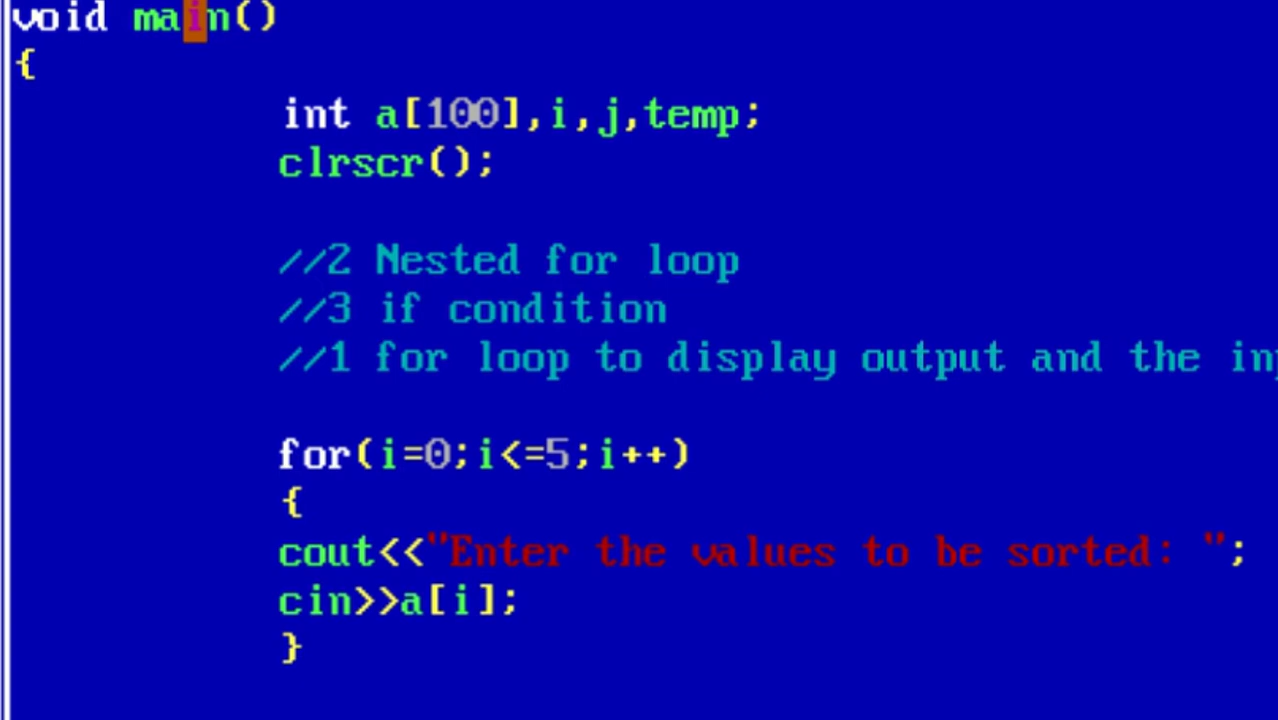 void main()
{
int a[100],i,j,temp;
clrscr();
//2 Nested for loop
//3 if condition
//1 for loop to display output and the
for(i=0;i<=5;i++)
{
cout<<"Enter the values to be sorted: ";
cin>>a[i];
}